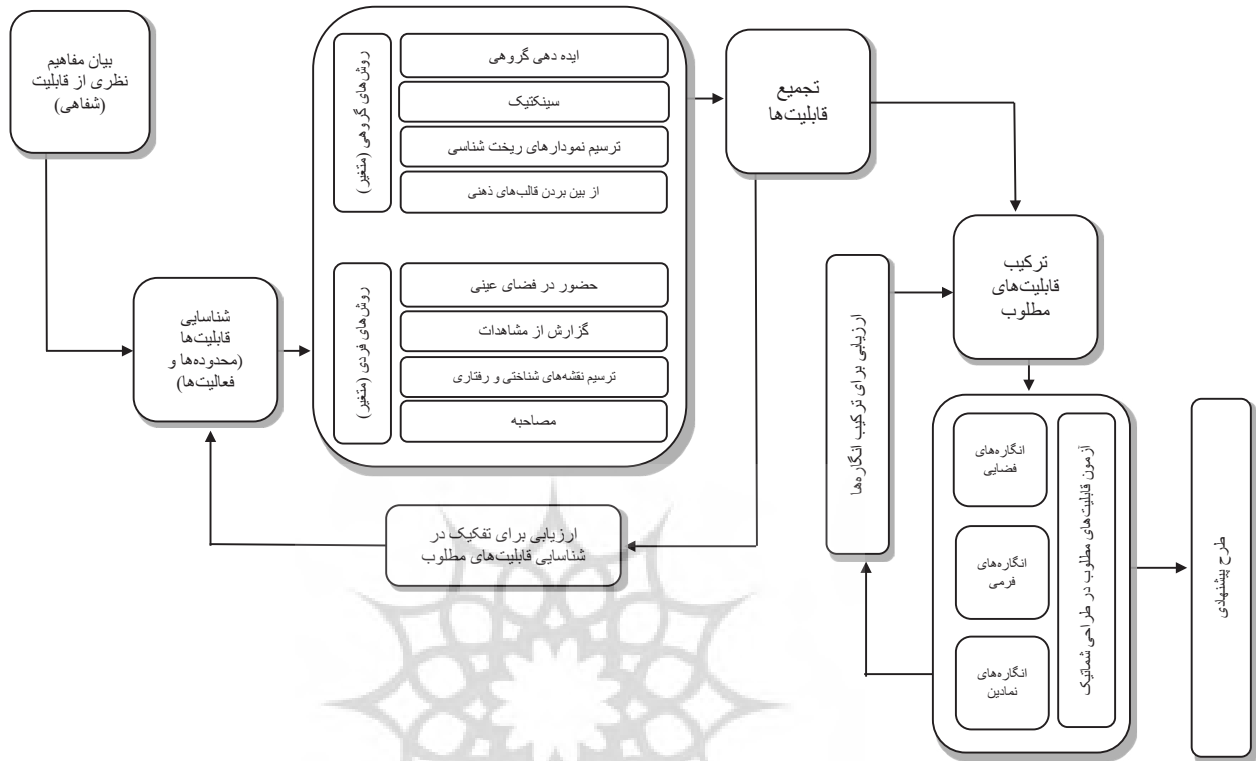 بیان مفاهیم
نظری از قابلیت
(شفاهی)
شناسایی
قابلیت‌ها
(محدوده‌ها و
فعالیت‌ها)
روش‌های گروهی (متغیر)
ایده دهی گروهی
سینکتیک
ترسیم نمودارهای ریخت شناسی
از بین بردن قالب‌های ذهنی
روش‌های فردی (متغیر)
حضور در فضای عینی
گزارش از مشاهدات
ترسیم نقشه‌های شناختی و رفتاری
مصاحبه
تجمیع
قابلیت‌ها
ارزیابی برای تفکیک در
شناسایی قابلیت‌های مطلوب
ترکیب
قابلیت‌های
مطلوب
ارزیابی برای ترکیب انگاره‌ها
آزمون قابلیت‌های مطلوب در طراحی شماتیک
انگاره‌های
فضایی
انگاره‌های
فرمی
انگاره‌های
نمادین
طرح پیشنهادی